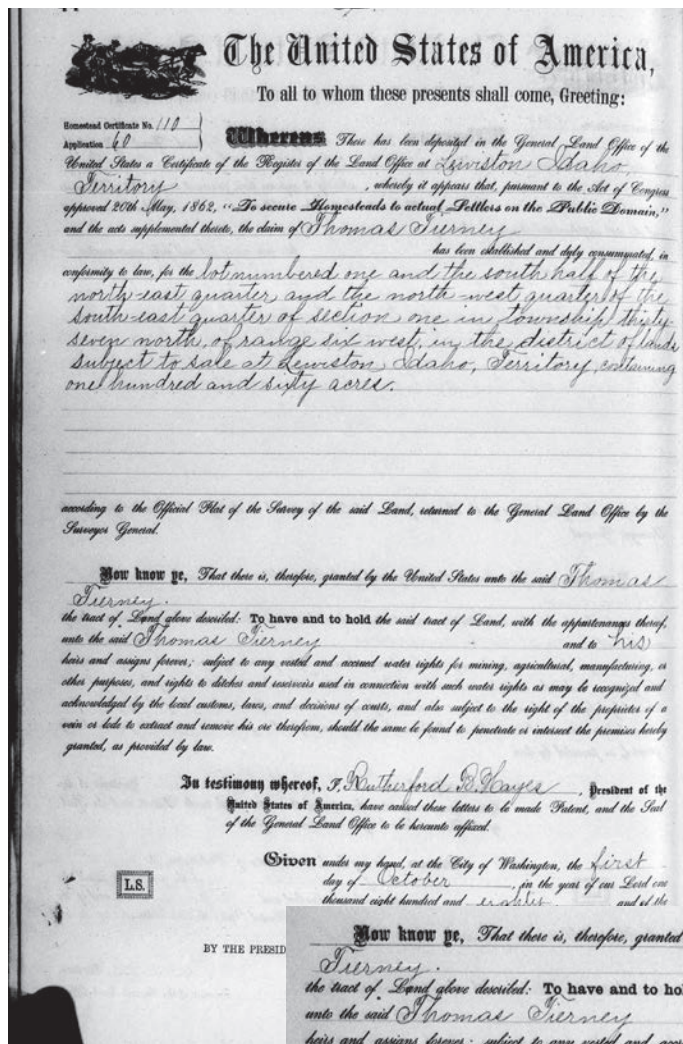 The United States of America,
To all to whom these presents shall come, Greeting:
Homestead Certificate No. 110
Application 60
Whereas There has been deposited in the General Land Office of the
United States a Certificate of the Register of the Land Office at Lewiston Idaho,
Territory , whereby it appears that, pursuant to the Act of Congress
approved 20th May, 1862, "To secure Homesteads to actual Settlers on the Public Domain,"
and the acts supplemental thereto, the claim of Thomas Tierney
has been established and duly consummated, in
conformity to law, for the lot numbered one and the south half of the
north-east quarter and the north-west quarter of the
south-east quarter of section one in township thirty-
seven north, of range six west, in the district of lands
subject to sale at Lewiston Idaho, Territory, containing
one hundred and sixty acres.
according to the Official Plat of the Survey of the said Land, returned to the General Land Office by the
Surveyor General.
Now know ye, That there is, therefore, granted by the United States unto the said Thomas
Tierney.
the tract of Land above described: To have and to hold the said tract of Land, with the appurtenances thereof,
unto the said Thomas Tierney and to his
heirs and assigns forever; subject to any vested and accrued water rights for mining, agricultural, manufacturing, or
other purposes, and rights to ditches and reservoirs used in connection with such water rights as may be recognized and
acknowledged by the local customs, laws, and decisions of courts, and also subject to the right of the proprietor of a
vein or lode to extract and remove his ore therefrom, should the same be found to penetrate or intersect the premises hereby
granted, as provided by law.
In testimony whereof, I, Rutherford B. Hayes , President of the
United States of America, have caused these letters to be made Patent, and the Seal
of the General Land Office to be hereunto affixed.
Given under my hand, at the City of Washington, the first
day of October , in the year of our Lord one
thousand eight hundred and eighty and of the
L.S.
BY THE PRESID
Now know ye, That there is, therefore, granted
Tierney.
the tract of Land above described: To have and to hol
unto the said Thomas Tierney
heirs and assigns forever; subject to any vested and accr